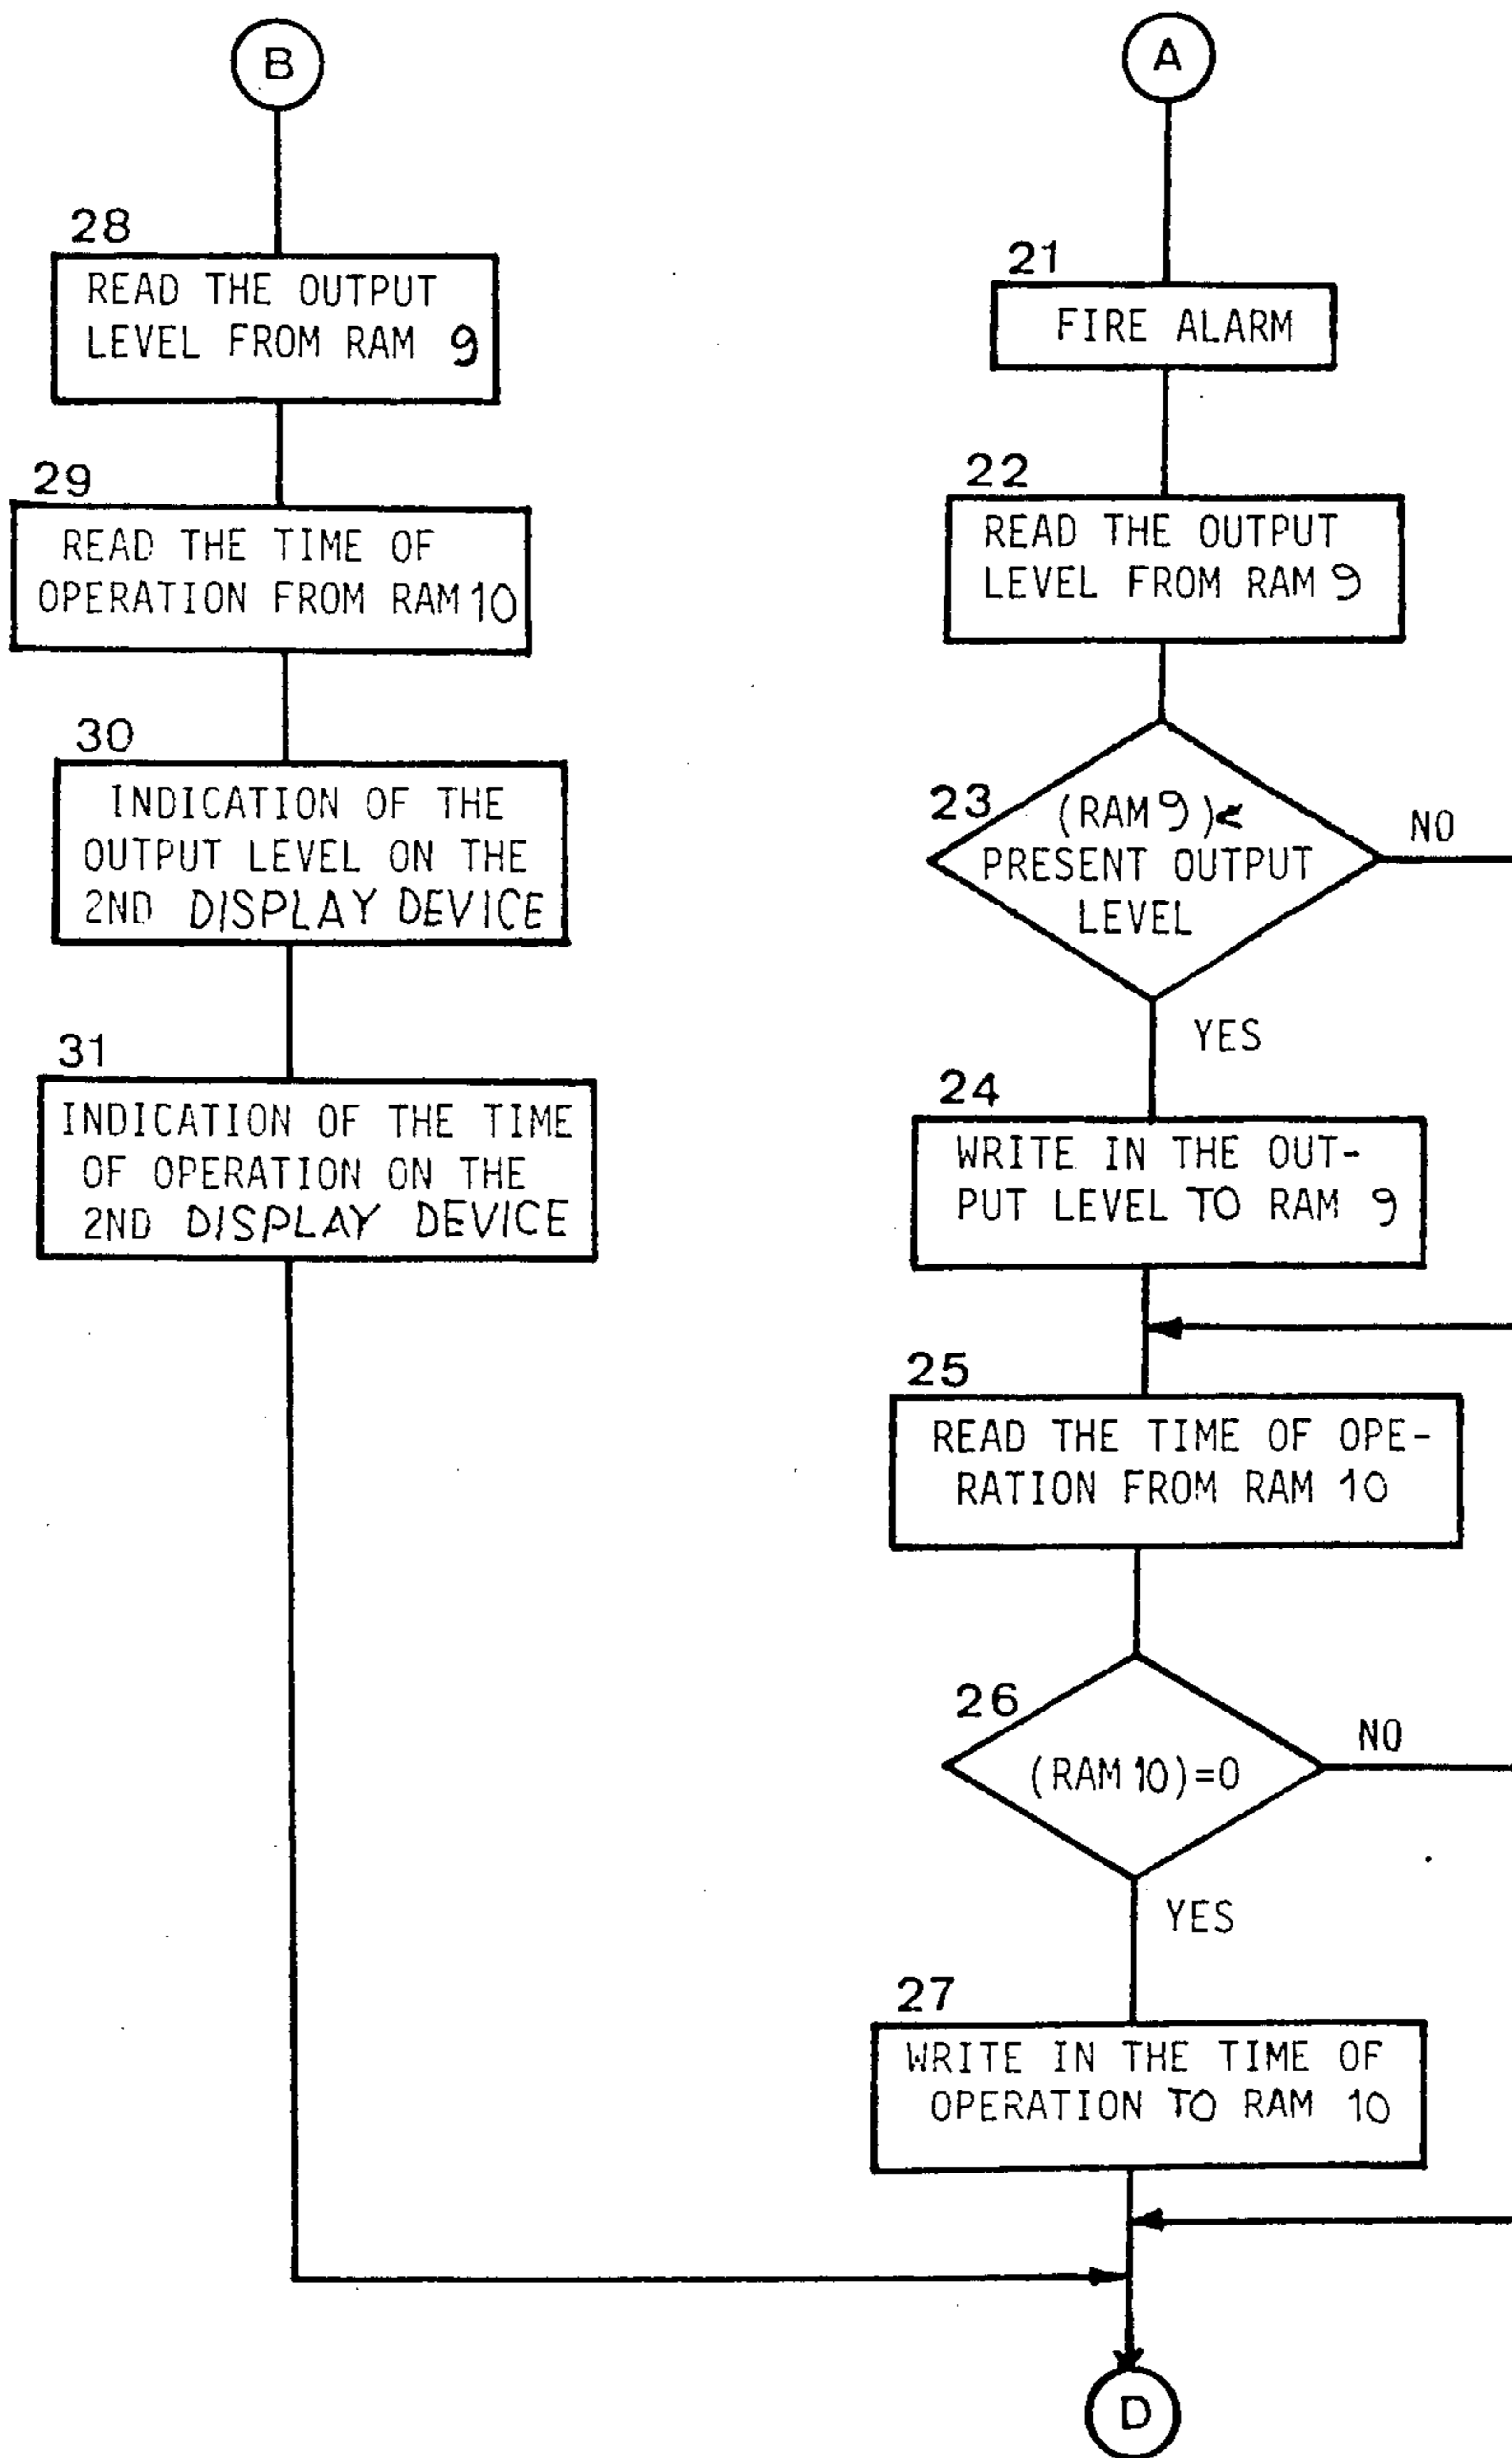 B
28
READ THE OUTPUT
LEVEL FROM RAM 9
29
READ THE TIME OF
OPERATION FROM RAM 10
30
INDICATION OF THE
OUTPUT LEVEL ON THE
2ND DISPLAY DEVICE
31
INDICATION OF THE TIME
OF OPERATION ON THE
2ND DISPLAY DEVICE
A
21
FIRE ALARM
22
READ THE OUTPUT
LEVEL FROM RAM 9
23
(RAM 9)<
PRESENT OUTPUT
LEVEL
NO
YES
24
WRITE IN THE OUT-
PUT LEVEL TO RAM 9
25
READ THE TIME OF OPE-
RATION FROM RAM 10
26
(RAM 10)=0
NO
YES
27
WRITE IN THE TIME OF
OPERATION TO RAM 10
D